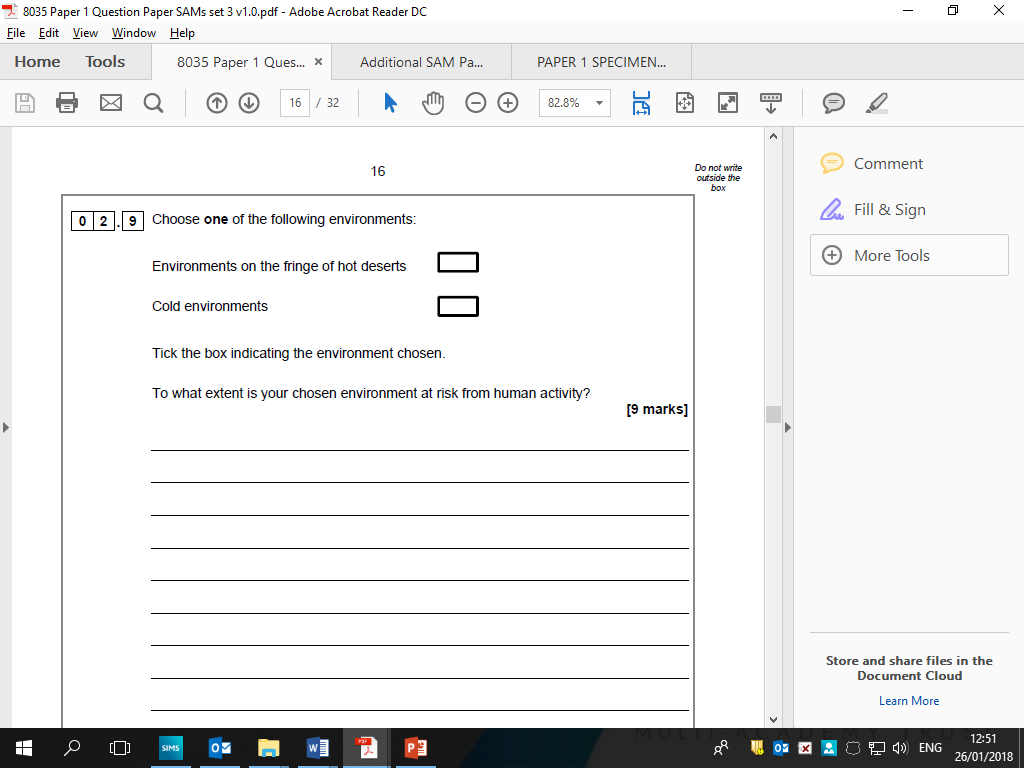 8035 Paper 1 Question Paper SAMs set 3 v1.0.pdf - Adobe Acrobat Reader DC
File Edit View Window Help
Home Tools 8035 Paper 1 Ques... × Additional SAM Pa... PAPER 1 SPECIMEN...
16 / 32 82.8%
16
Do not write
outside the
box
0 2 . 9 Choose one of the following environments:
Environments on the fringe of hot deserts
Cold environments
Tick the box indicating the environment chosen.
To what extent is your chosen environment at risk from human activity?
[9 marks]
Comment
Fill & Sign
More Tools
Store and share files in the
Document Cloud
Learn More
MULTI ACADEMY TRUS
SIMS
ENG
12:51
26/01/2018